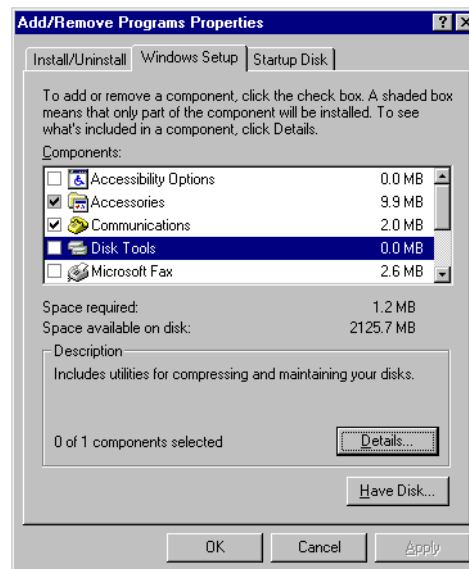 Add/Remove Programs Properties
Install/Uninstall Windows Setup Startup Disk
To add or remove a component, click the check box. A shaded box
means that only part of the component will be installed. To see
what's included in a component, click Details.
Components:
Accessibility Options 0.0 MB
Accessories 9.9 MB
Communications 2.0 MB
Disk Tools 0.0 MB
Microsoft Fax 2.6 MB
Space required: 1.2 MB
Space available on disk: 2125.7 MB
Description
Includes utilities for compressing and maintaining your disks.
0 of 1 components selected Details...
Have Disk...
OK Cancel Apply